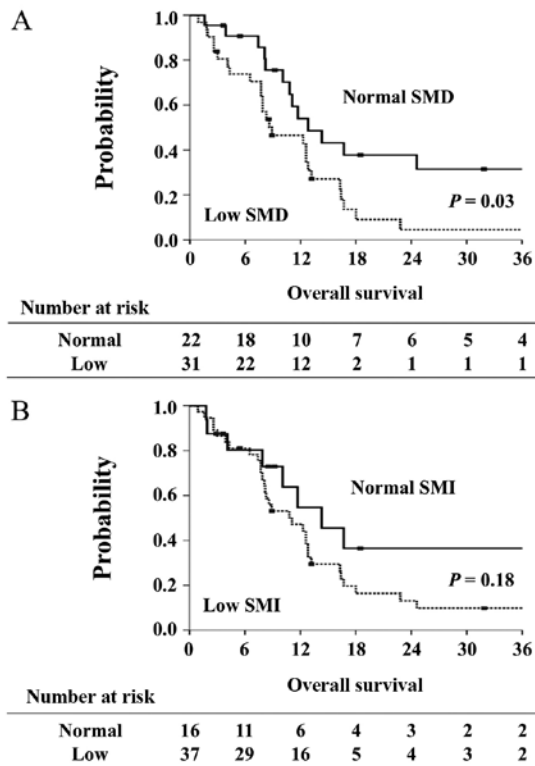 A
1.0
0.8
Normal SMD
0.6
Probability
0.4
P = 0.03
0.2
Low SMD
0.0
0 6 12 18 24 30 36
Overall survival
Number at risk
Normal 22 18 10 7 6 5 4
Low 31 22 12 2 1 1 1
B
1.0
0.8
Normal SMI
0.6
Probability
0.4
P = 0.18
0.2
Low SMI
0.0
0 6 12 18 24 30 36
Overall survival
Number at risk
Normal 16 11 6 4 3 2 2
Low 37 29 16 5 4 3 2